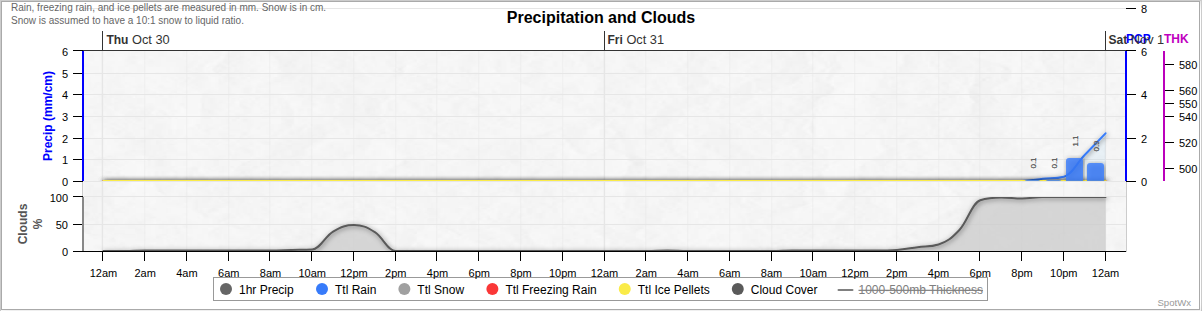 Rain, freezing rain, and ice pellets are measured in mm. Snow is in cm.
Snow is assumed to have a 10:1 snow to liquid ratio.
Precipitation and Clouds
Thu Oct 30
Fri Oct 31
Sat Nov 1
PCP
THK
Precip (mm/cm)
6
5
4
3
2
1
0
8
6
4
2
0
580
560
550
540
520
500
0.1
0.1
1.1
Clouds
%
100
50
0
12am 2am 4am 6am 8am 10am 12pm 2pm 4pm 6pm 8pm 10pm 12am 2am 4am 6am 8am 10am 12pm 2pm 4pm 6pm 8pm 10pm 12am
1hr Precip Ttl Rain Ttl Snow Ttl Freezing Rain Ttl Ice Pellets Cloud Cover 1000-500mb Thickness
SpotWx